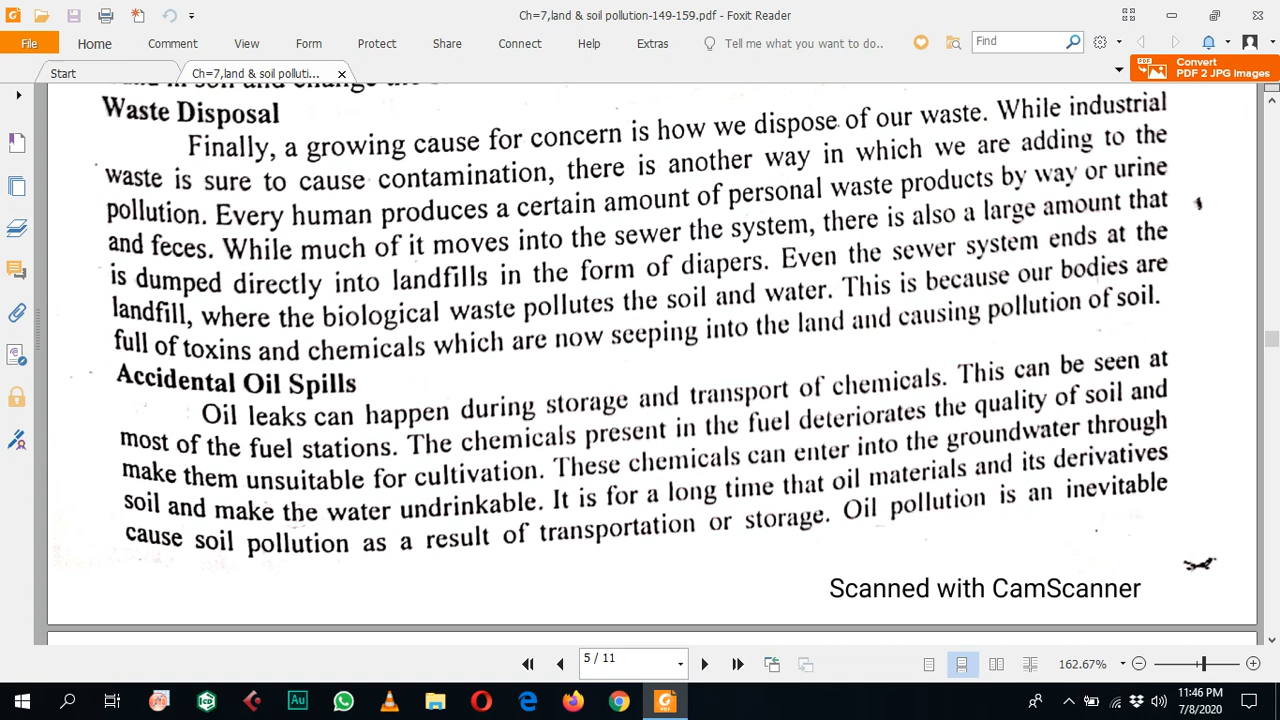 Ch=7,land & soil pollution-149-159.pdf - Foxit Reader
File Home Comment View Form Protect Share Connect Help Extras Tell me what you want to do.. Find
Start Ch=7,land & soil polluti... Convert
PDF 2 JPG Images
Waste Disposal
Finally, a growing cause for concern is how we dispose of our waste. While industrial
waste is sure to cause contamination, there is another way in which we are adding to the
pollution. Every human produces a certain amount of personal waste products by way or urine
and feces. While much of it moves into the sewer the system, there is also a large amount that
is dumped directly into landfills in the form of diapers. Even the sewer system ends at the
landfill, where the biological waste pollutes the soil and water. This is because our bodies are
full of toxins and chemicals which are now seeping into the land and causing pollution of soil.
Accidental Oil Spills
Oil leaks can happen during storage and transport of chemicals. This can be seen at
most of the fuel stations. The chemicals present in the fuel deteriorates the quality of soil and
make them unsuitable for cultivation. These chemicals can enter into the groundwater through
soil and make the water undrinkable. It is for a long time that oil materials and its derivatives
cause soil pollution as a result of transportation or storage. Oil pollution is an inevitable
Scanned with CamScanner
5 / 11 162.67%
11:46 PM
7/8/2020